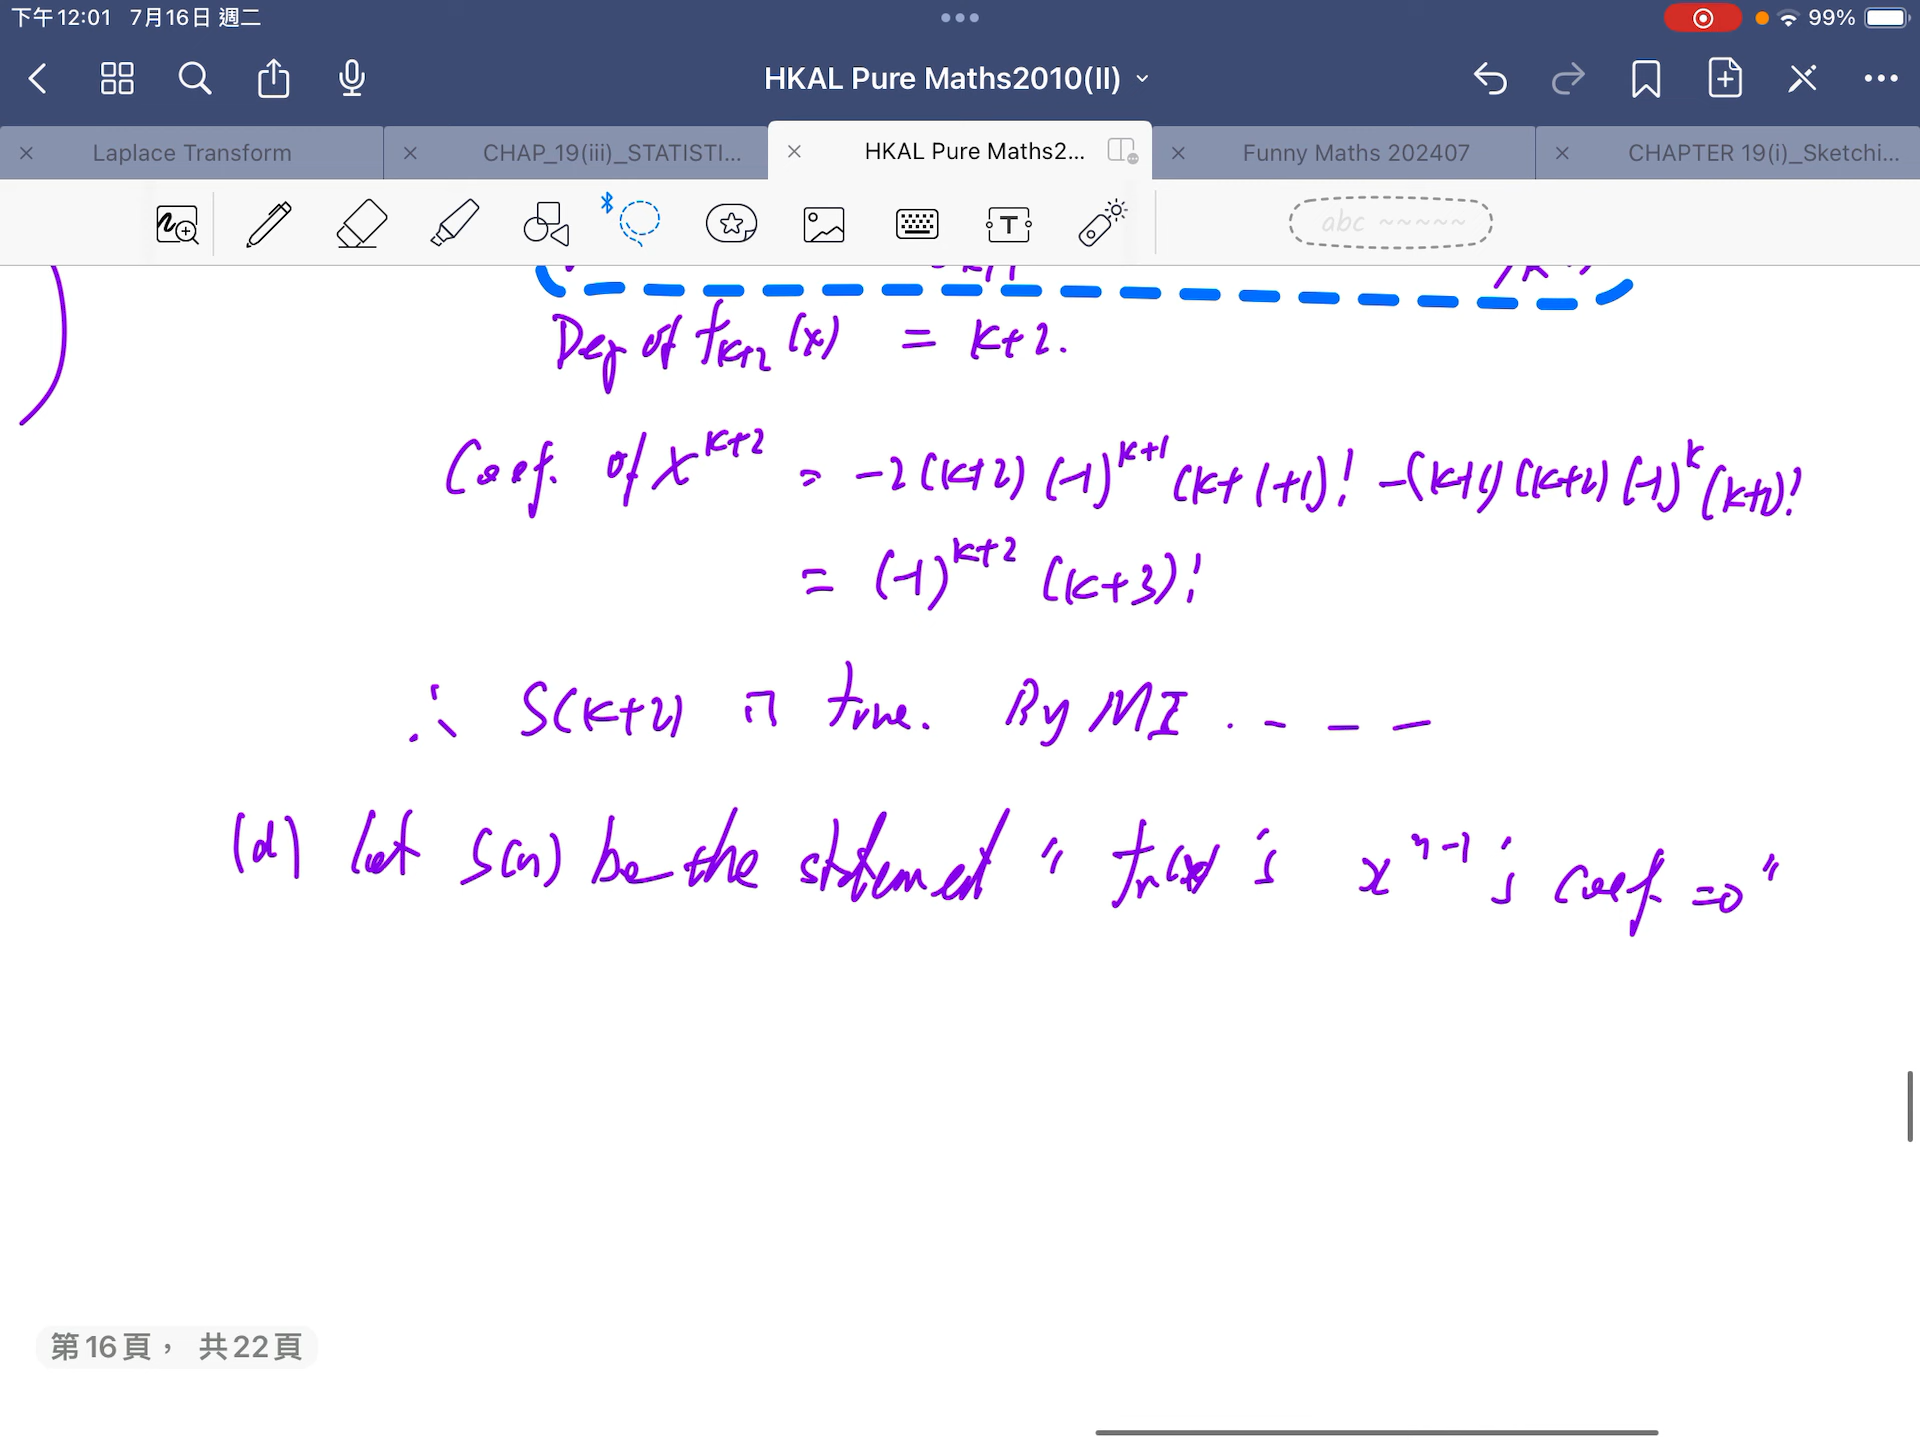 下午12:01 7月16日 週二
99%
HKAL Pure Maths2010(II)
Laplace Transform
CHAP_19(iii)_STATISTI...
HKAL Pure Maths2...
Funny Maths 202407
CHAPTER 19(i)_Sketchi...
T
abc
Deg of f_{k+2}(x) = k+2.
Coef. of x^{k+2} = -2(k+2)(-1)^{k+1}(k+1+1)! -(k+1)(k+2)(-1)^k(k+1)!
= (-1)^{k+2} (k+3)!
∴ S(k+2) is true. By MI . - - -
(d) Let S(n) be the statement " f_n(x)'s x^{n-1}'s coef. =0"
第16頁, 共22頁